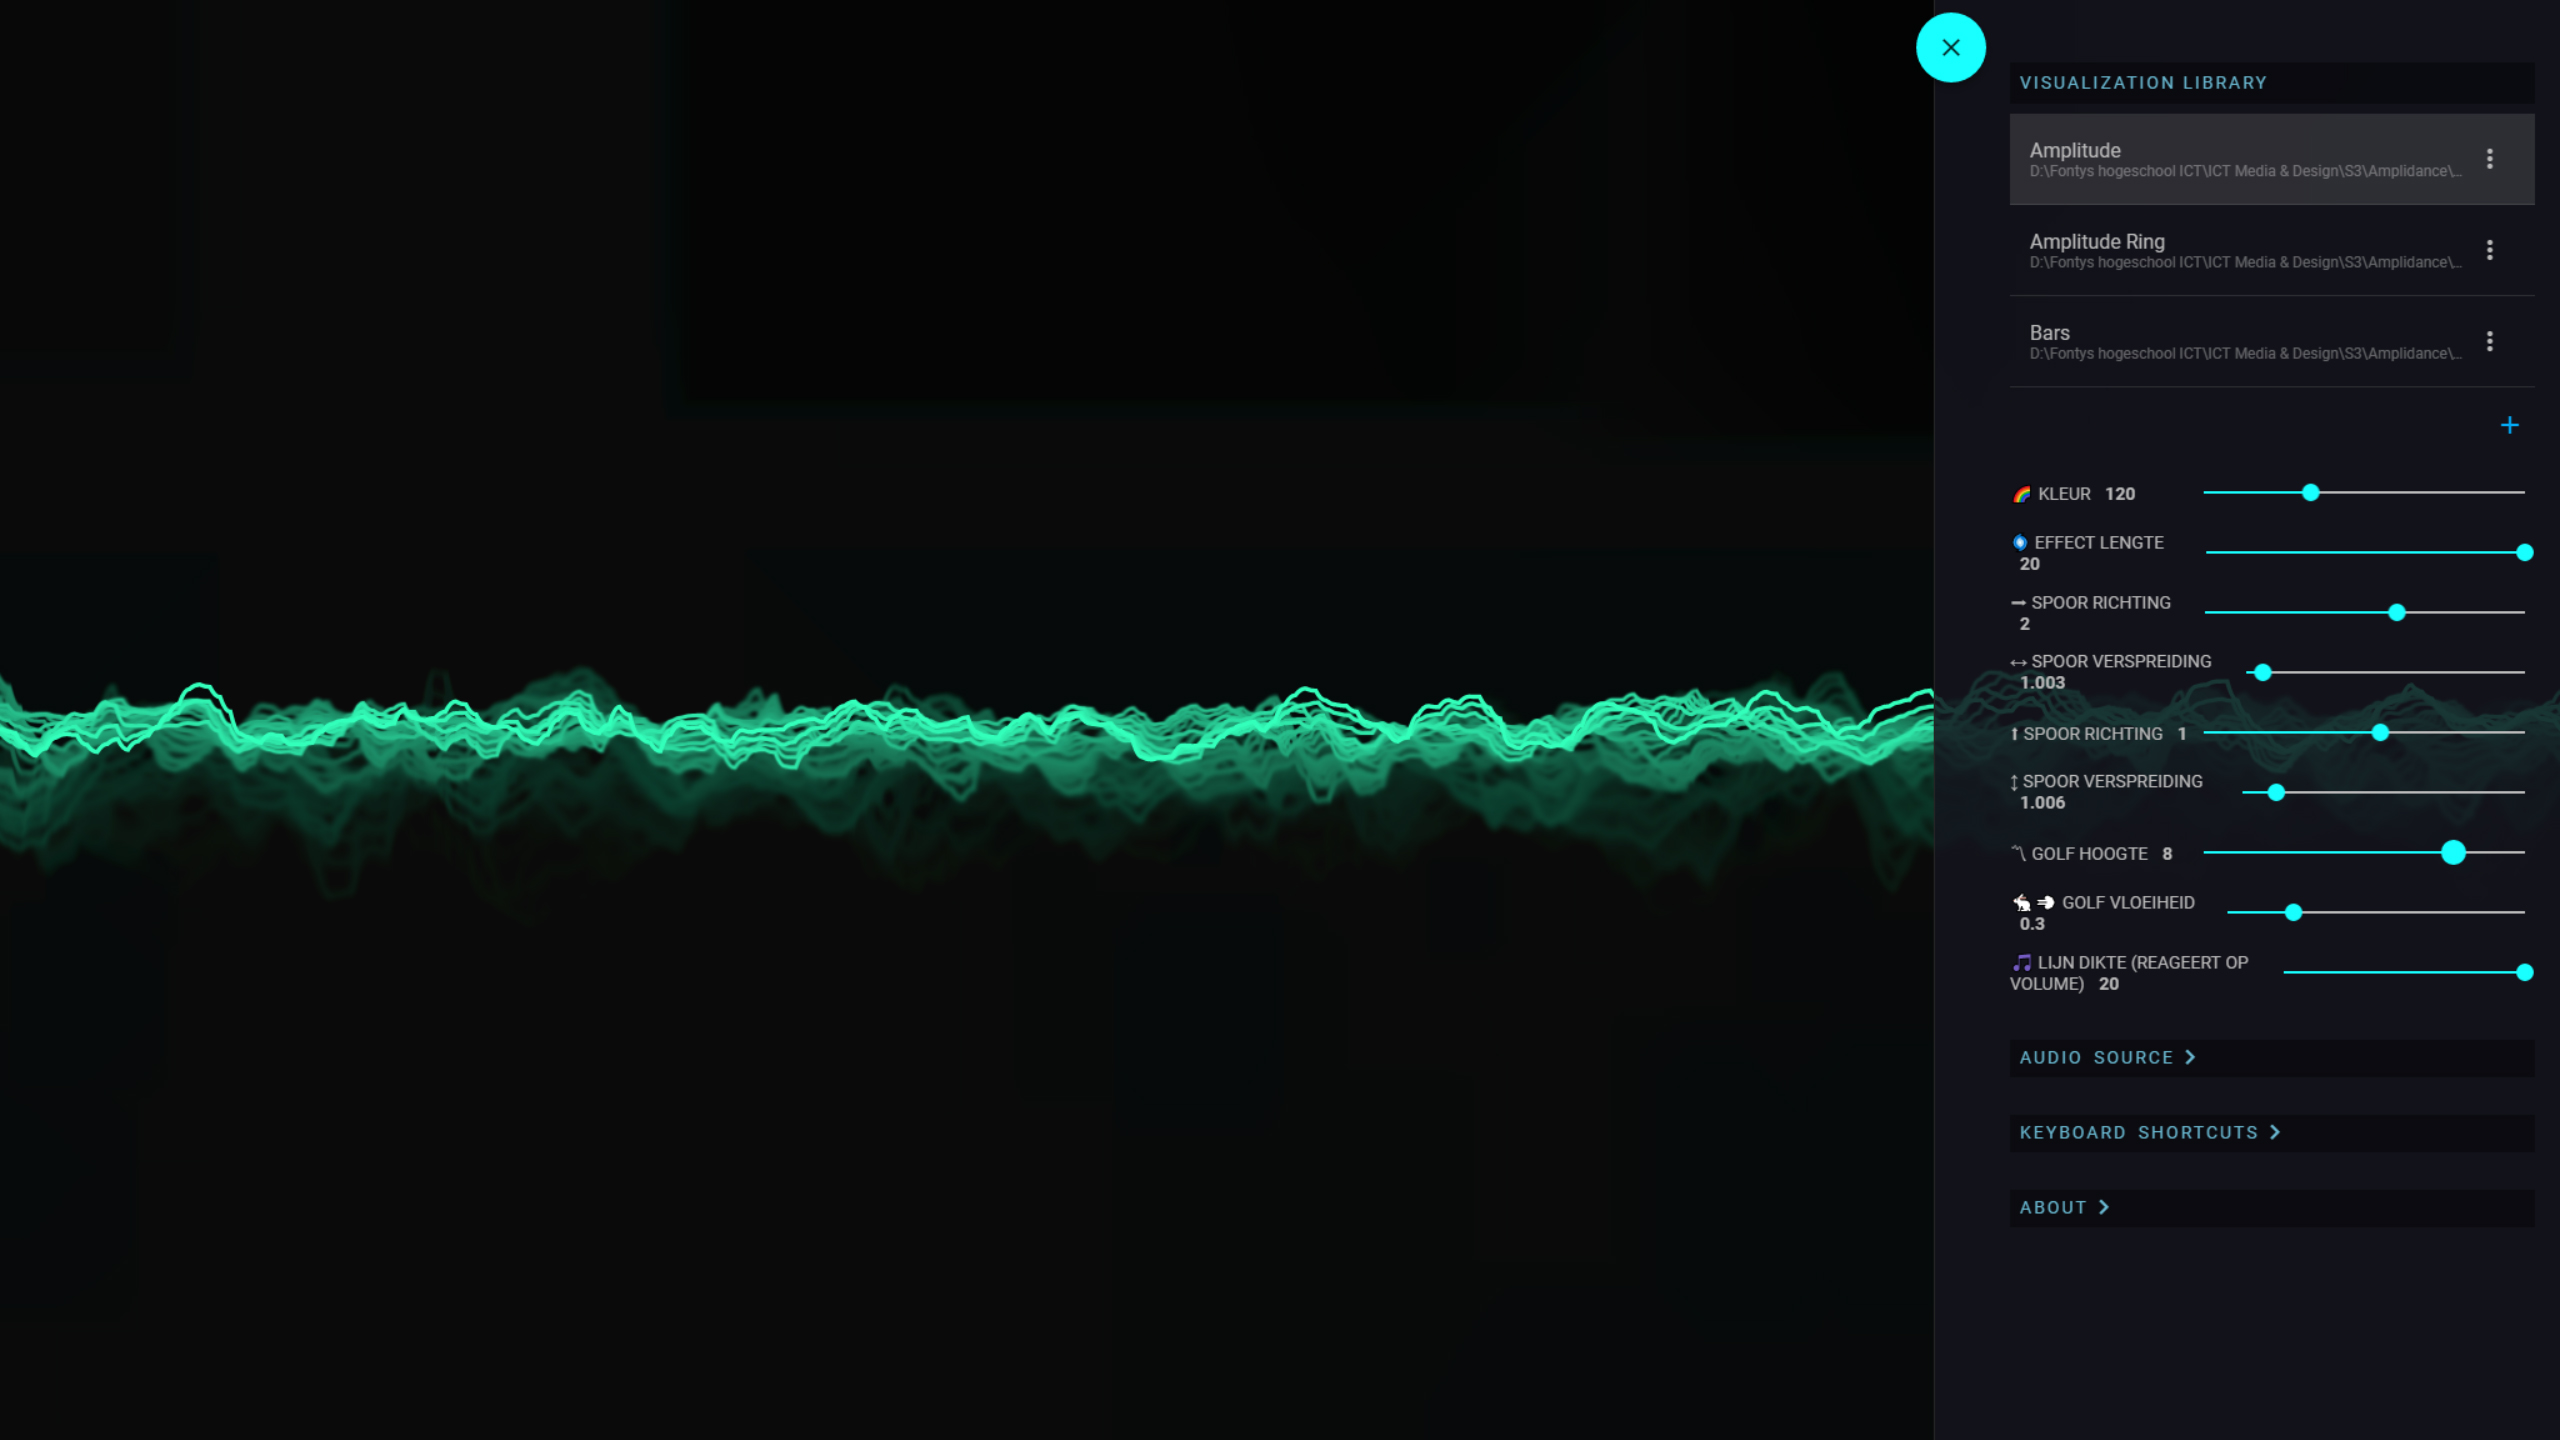 VISUALIZATION LIBRARY
Amplitude
D:\Fontys hogeschool ICT\ICT Media & Design\S3\Amplidance\...
Amplitude Ring
D:\Fontys hogeschool ICT\ICT Media & Design\S3\Amplidance\...
Bars
D:\Fontys hogeschool ICT\ICT Media & Design\S3\Amplidance\...
🌈 KLEUR 120
🧿 EFFECT LENGTE
20
➞ SPOOR RICHTING
2
↔ SPOOR VERSPREIDING
1.003
⭡ SPOOR RICHTING 1
↕ SPOOR VERSPREIDING
1.006
〽 GOLF HOOGTE 8
🐇💨 GOLF VLOEIHEID
0.3
🎵 LIJN DIKTE (REAGEERT OP
VOLUME) 20
AUDIO SOURCE
KEYBOARD SHORTCUTS
ABOUT